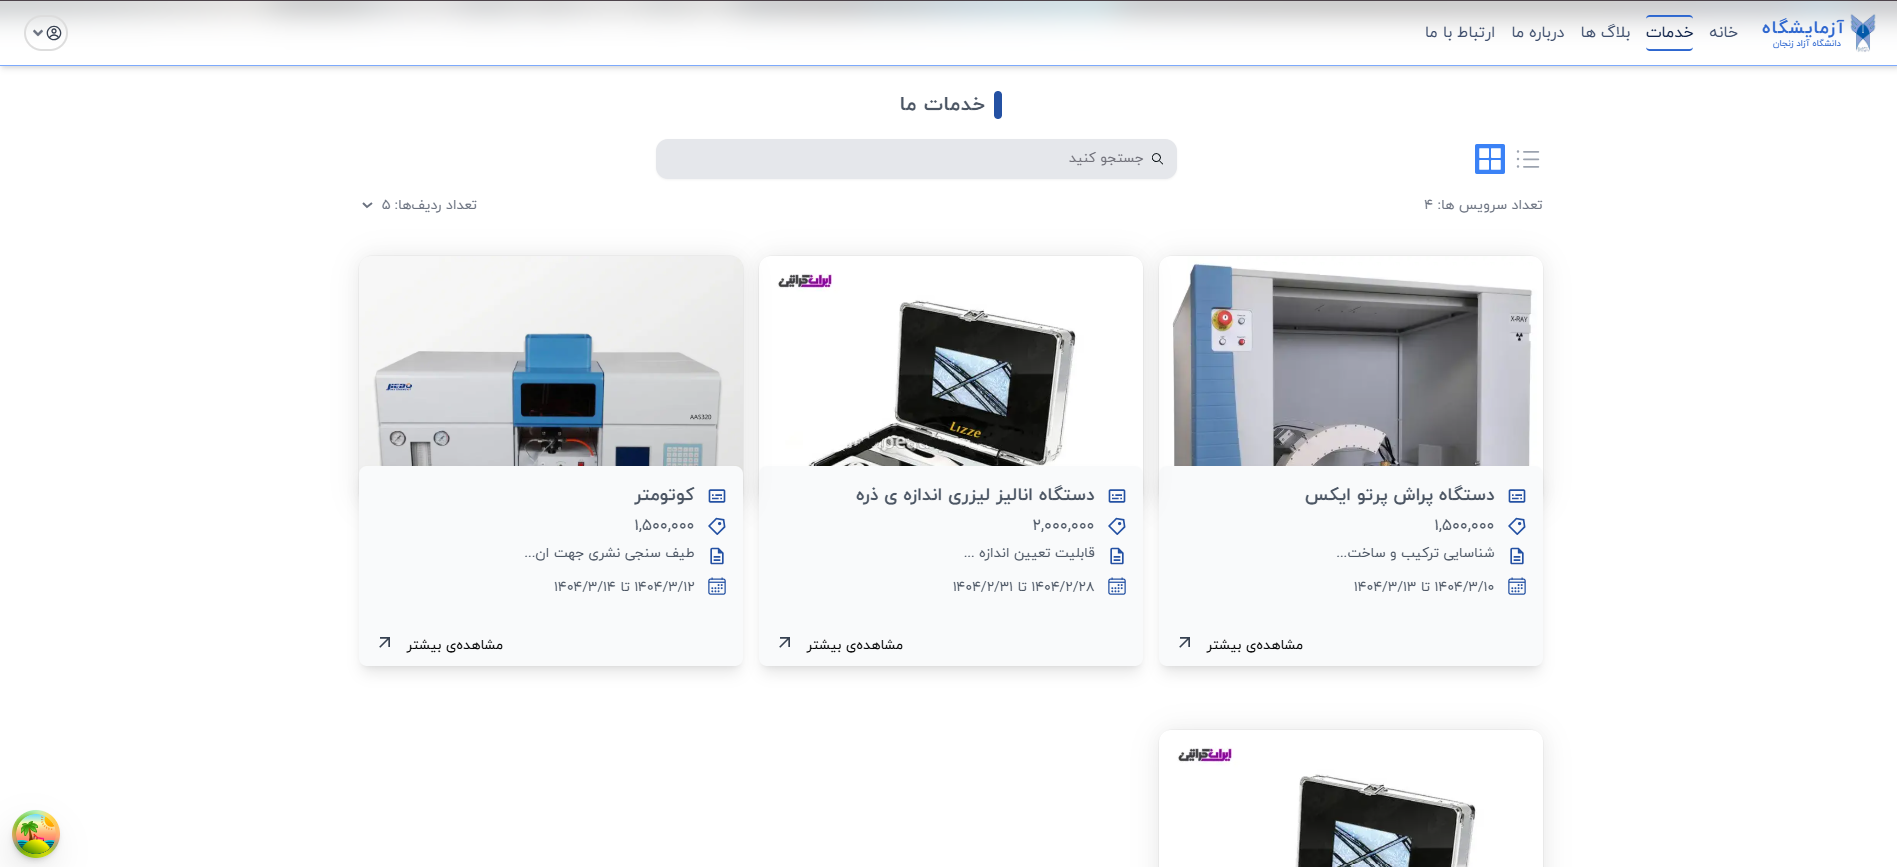 آزمایشگاه
دانشگاه آزاد زنجان
خانه
خدمات
بلاگ ها
درباره ما
ارتباط با ما
خدمات ما
جستجو کنید
تعداد سرویس ها: ۴
تعداد ردیف‌ها: ۵
X-RAY
دستگاه پراش پرتو ایکس
۱,۵۰۰,۰۰۰
شناسایی ترکیب و ساخت...
۱۴۰۴/۳/۱۰ تا ۱۴۰۴/۳/۱۳
مشاهده‌ی بیشتر
Lizze
دستگاه انالیز لیزری اندازه ی ذره
۲,۰۰۰,۰۰۰
قابلیت تعیین اندازه ...
۱۴۰۴/۲/۲۸ تا ۱۴۰۴/۲/۳۱
مشاهده‌ی بیشتر
AAS320
کوتومتر
۱,۵۰۰,۰۰۰
طیف سنجی نشری جهت ان...
۱۴۰۴/۳/۱۲ تا ۱۴۰۴/۳/۱۴
مشاهده‌ی بیشتر